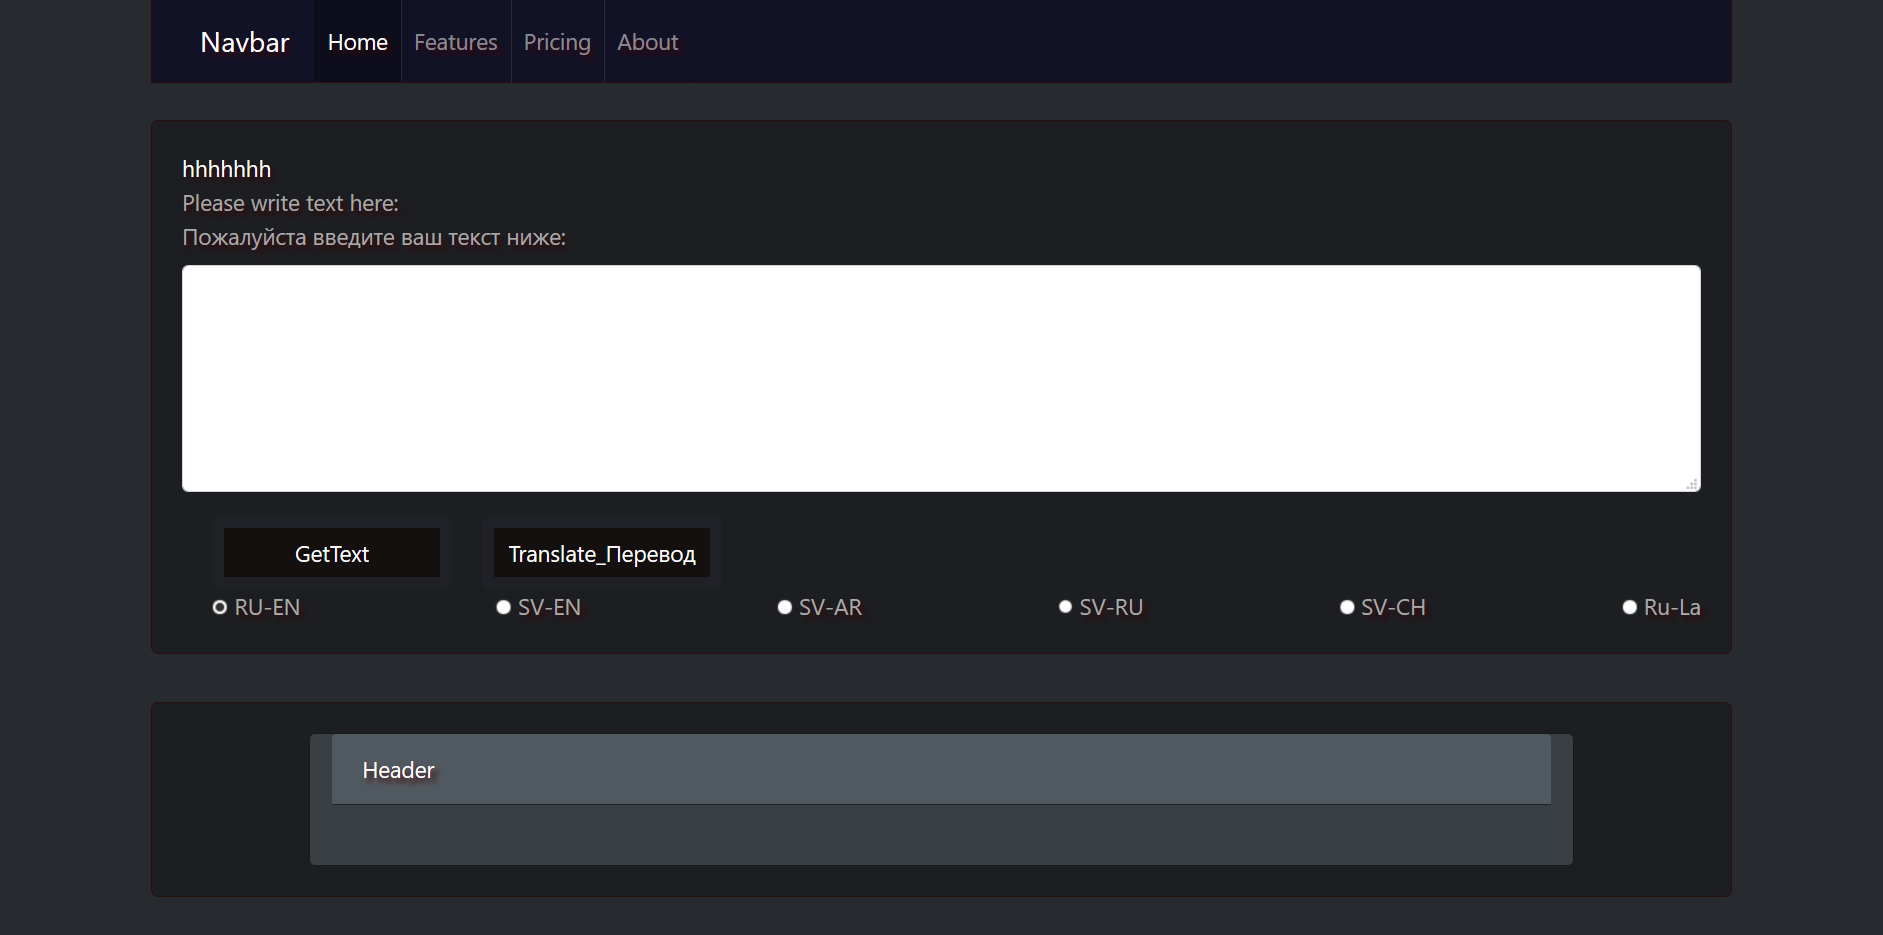 Navbar Home Features Pricing About
hhhhhhh
Please write text here:
Пожалуйста введите ваш текст ниже:
GetText Translate_Перевод
RU-EN SV-EN SV-AR SV-RU SV-CH Ru-La
Header